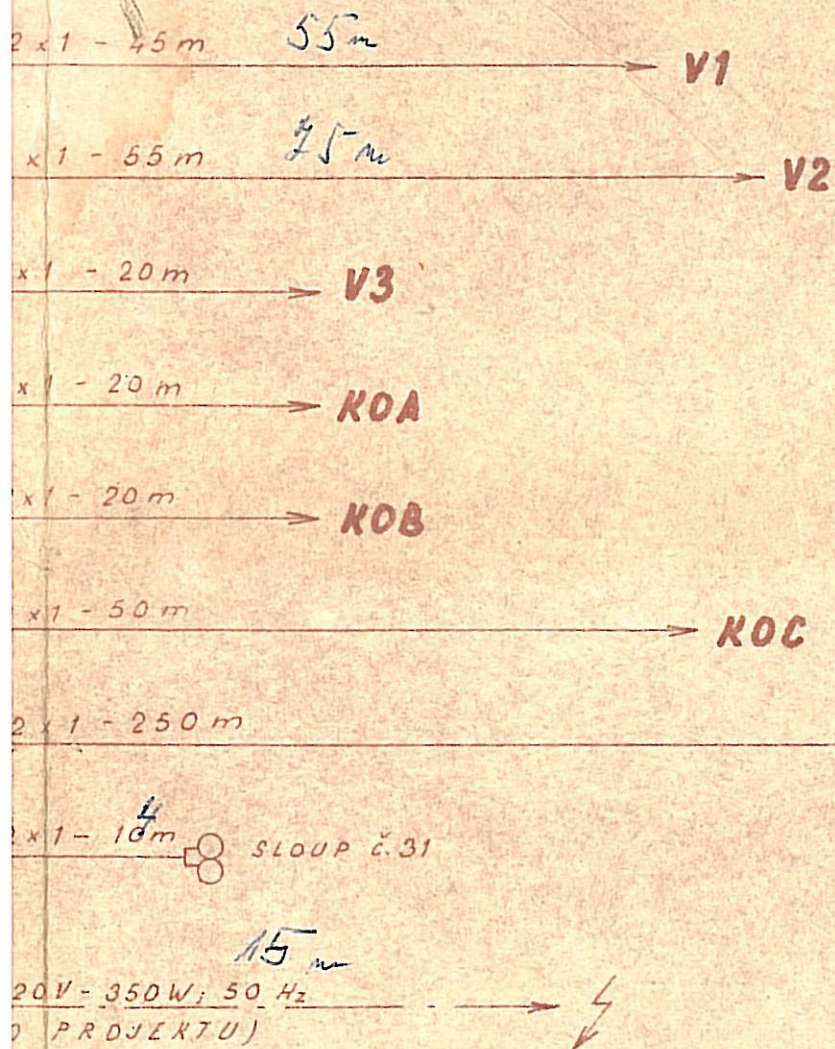 2 x 1 - 45 m 55 m
V1
x 1 - 55 m 75 m
V2
x 1 - 20 m
V3
x 1 - 20 m
KOA
x 1 - 20 m
KOB
x 1 - 50 m
KOC
2 x 1 - 250 m
4
2 x 1 - 10 m
SLOUP č. 31
15 m
20V - 350W; 50 Hz
PROJEKTU)